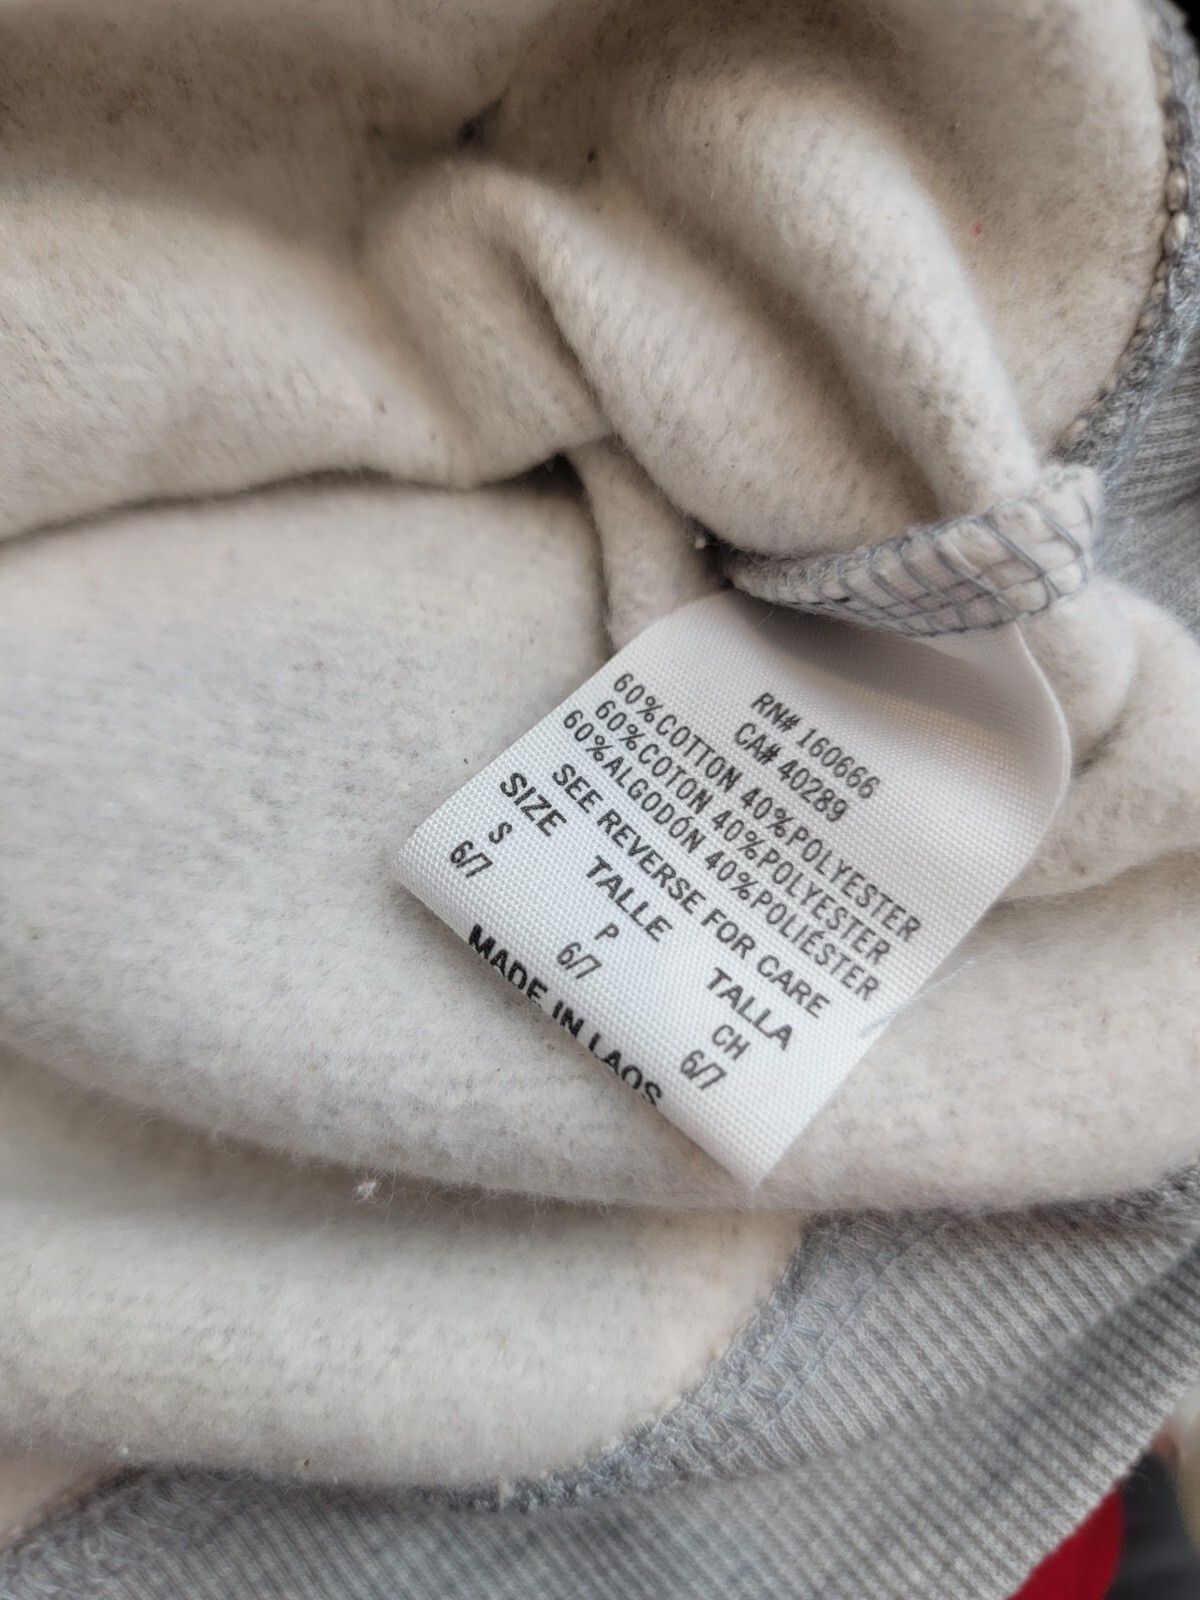 RN# 160666
CA# 40289
60%COTTON 40%POLYESTER
60%COTON 40%POLYESTER
60%ALGODÓN 40%POLIÉSTER
SEE REVERSE FOR CARE
SIZE TALLE TALLA
S P CH
6/7 6/7 6/7
MADE IN LAOS